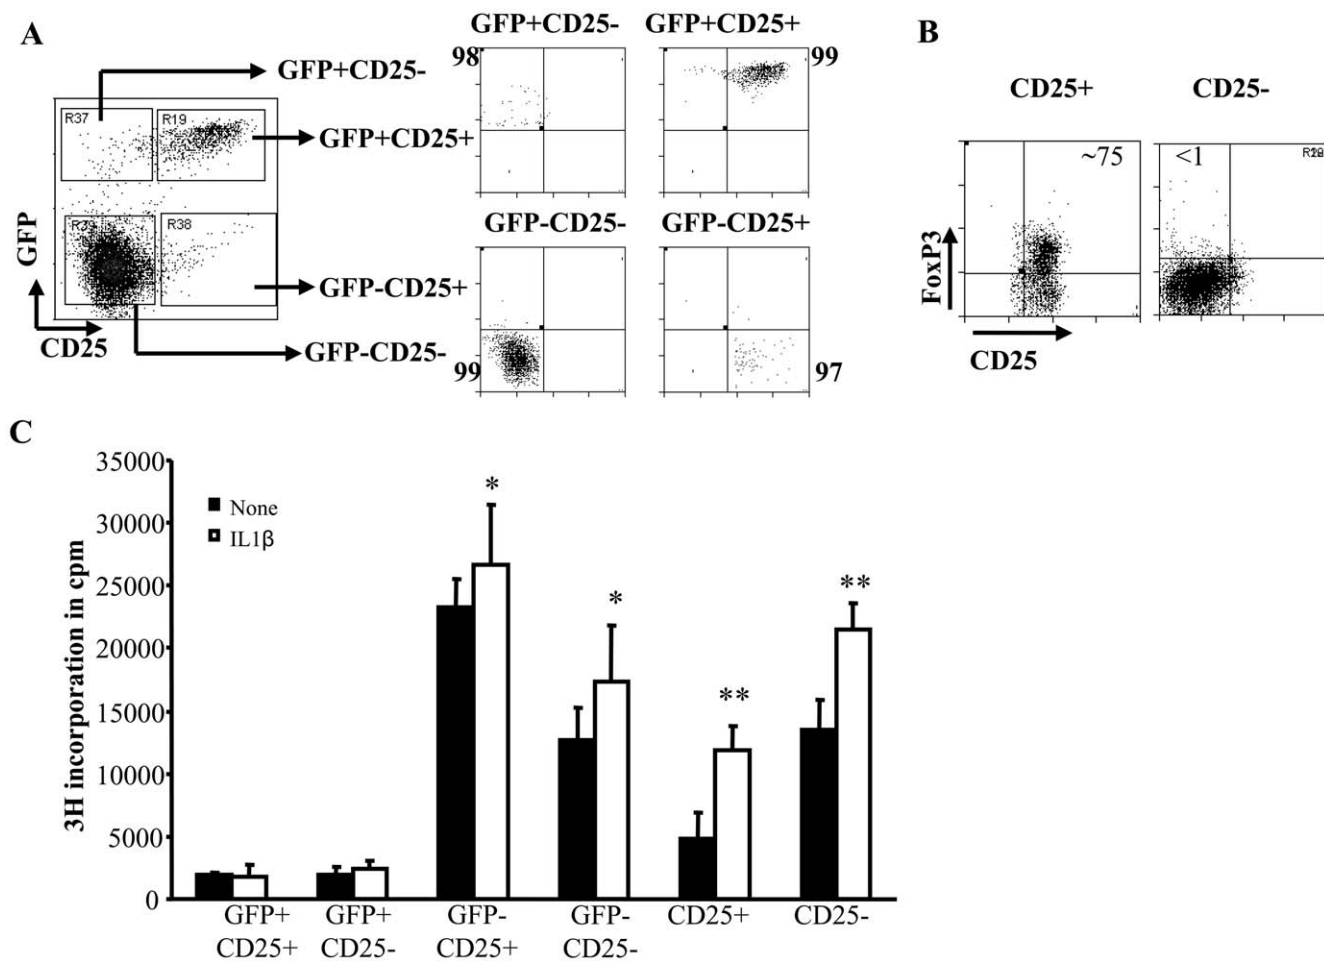 A
GFP+CD25-
R37
R19
GFP+CD25+
R38
GFP
GFP-CD25+
CD25
GFP-CD25-
GFP+CD25-
GFP+CD25+
98
99
GFP-CD25-
GFP-CD25+
99
97
B
CD25+
CD25-
~75
<1
FoxP3
CD25
C
35000
30000
25000
20000
15000
10000
5000
0
3H incorporation in cpm
None
IL1β
*
*
**
**
GFP+
CD25+
GFP+
CD25-
GFP-
CD25+
GFP-
CD25-
CD25+
CD25-